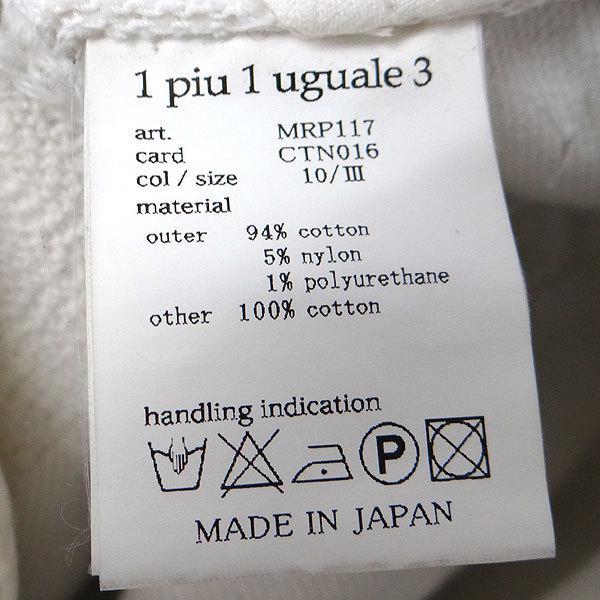 1 piu 1 uguale 3
art. MRP117
card CTN016
col / size 10/Ⅲ
material
outer 94% cotton
5% nylon
1% polyurethane
other 100% cotton
handling indication
P
MADE IN JAPAN